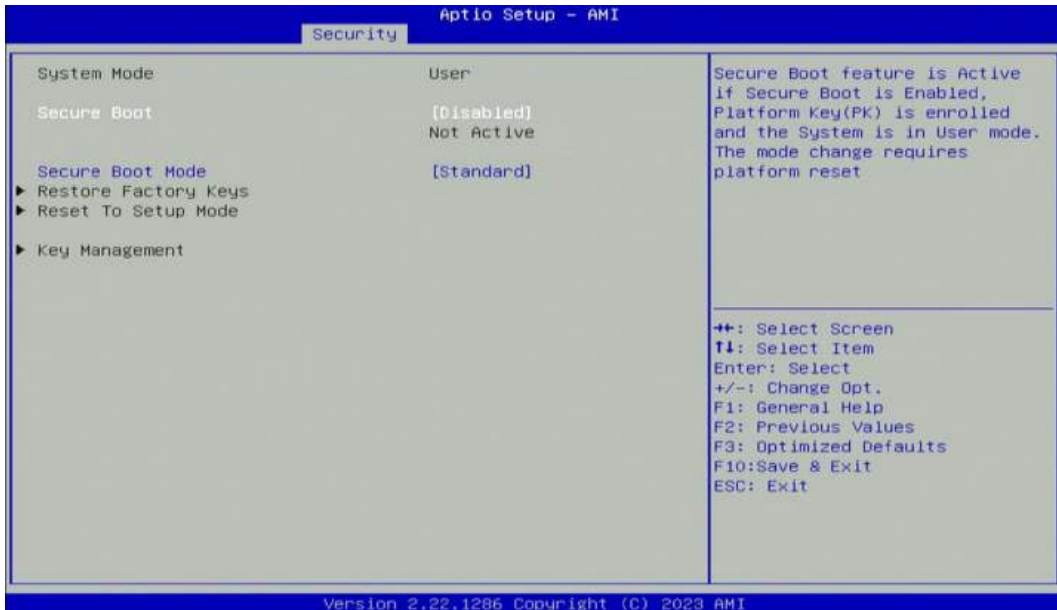 Aptio Setup - AMI
Security
System Mode User
Secure Boot [Disabled]
Not Active
Secure Boot Mode [Standard]
Restore Factory Keys
Reset To Setup Mode
Key Management
Secure Boot feature is Active
if Secure Boot is Enabled,
Platform Key(PK) is enrolled
and the System is in User mode.
The mode change requires
platform reset
→←: Select Screen
↑↓: Select Item
Enter: Select
+/-: Change Opt.
F1: General Help
F2: Previous Values
F3: Optimized Defaults
F10:Save & Exit
ESC: Exit
Version 2.22.1286 Copyright (C) 2023 AMI